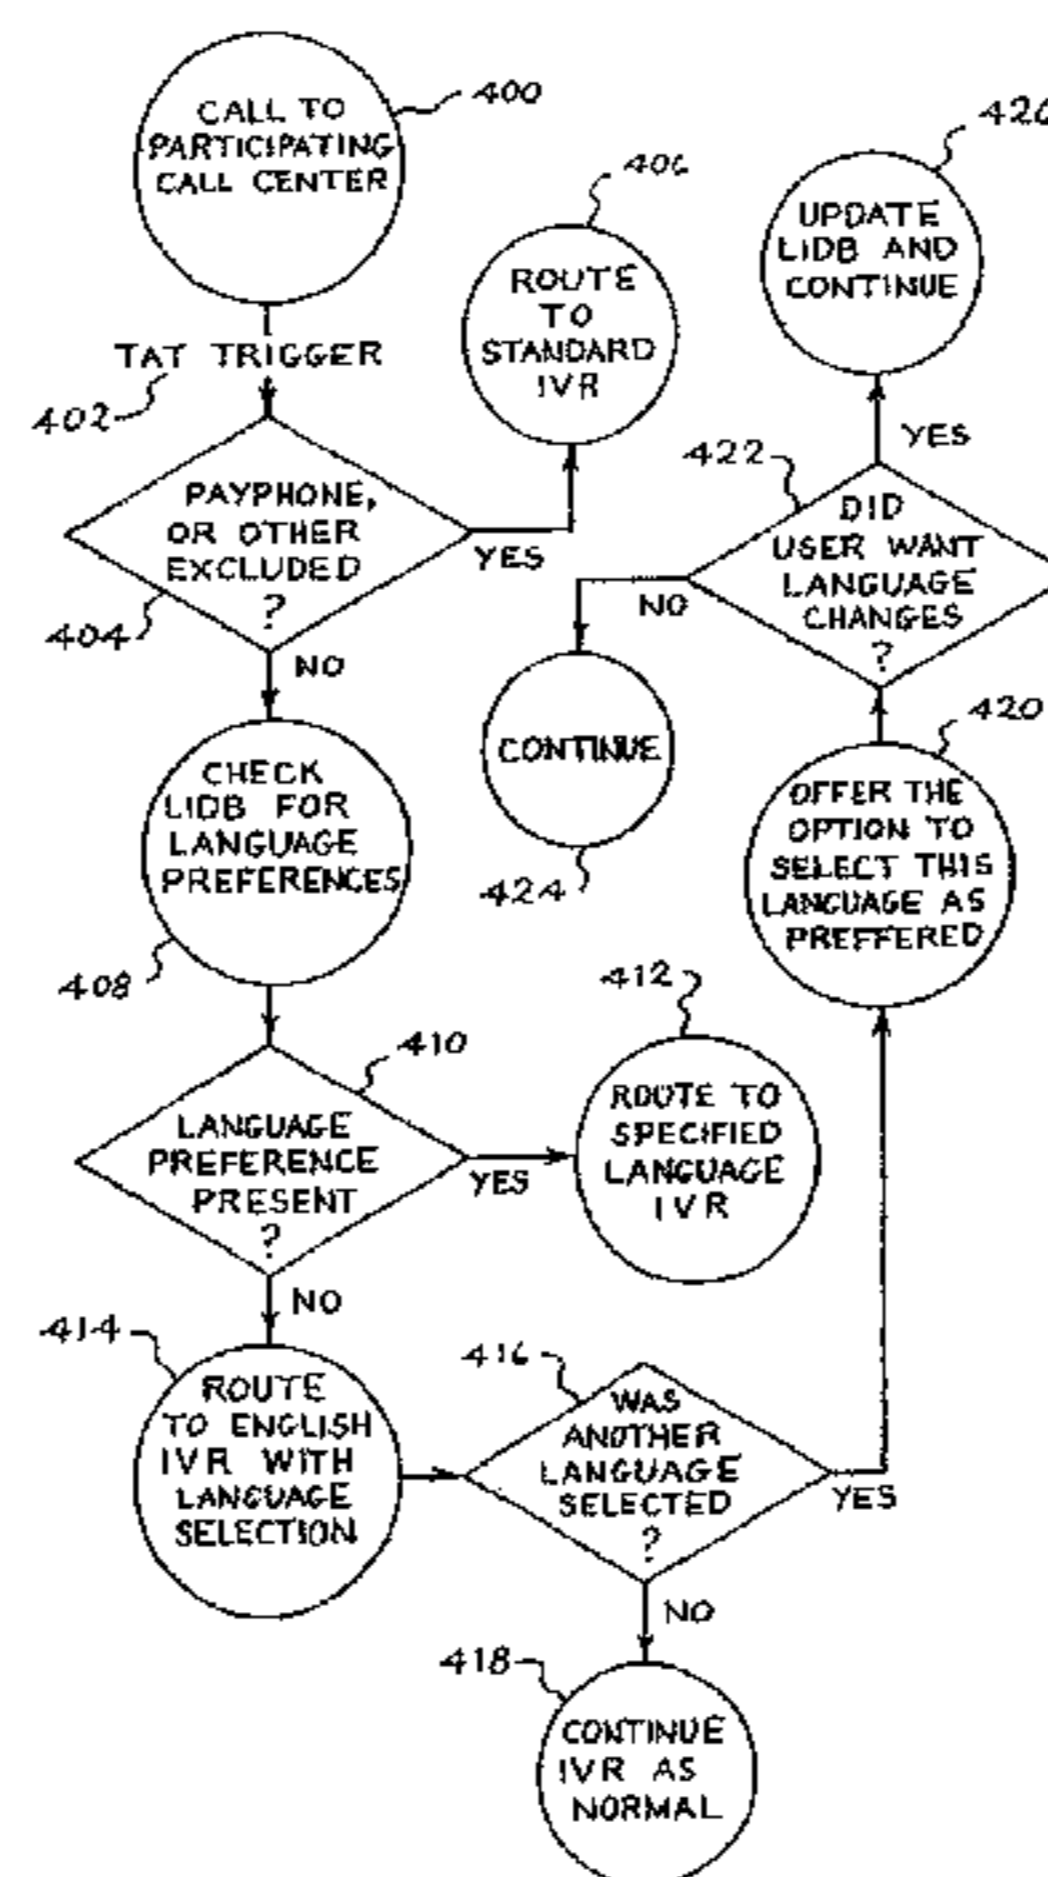 400
CALL TO
PARTICIPATING
CALL CENTER
TAT TRIGGER
402
PAYPHONE,
OR OTHER
EXCLUDED
?
404
YES
406
ROUTE
TO
STANDARD
IVR
NO
CHECK
LIDB FOR
LANGUAGE
PREFERENCES
408
410
LANGUAGE
PREFERENCE
PRESENT
?
YES
412
ROUTE TO
SPECIFIED
LANGUAGE
IVR
NO
414
ROUTE
TO ENGLISH
IVR WITH
LANGUAGE
SELECTION
416
WAS
ANOTHER
LANGUAGE
SELECTED
?
NO
418
CONTINUE
IVR AS
NORMAL
YES
420
OFFER THE
OPTION TO
SELECT THIS
LANGUAGE AS
PREFFERED
422
DID
USER WANT
LANGUAGE
CHANGES
?
NO
CONTINUE
424
YES
426
UPDATE
LIDB AND
CONTINUE